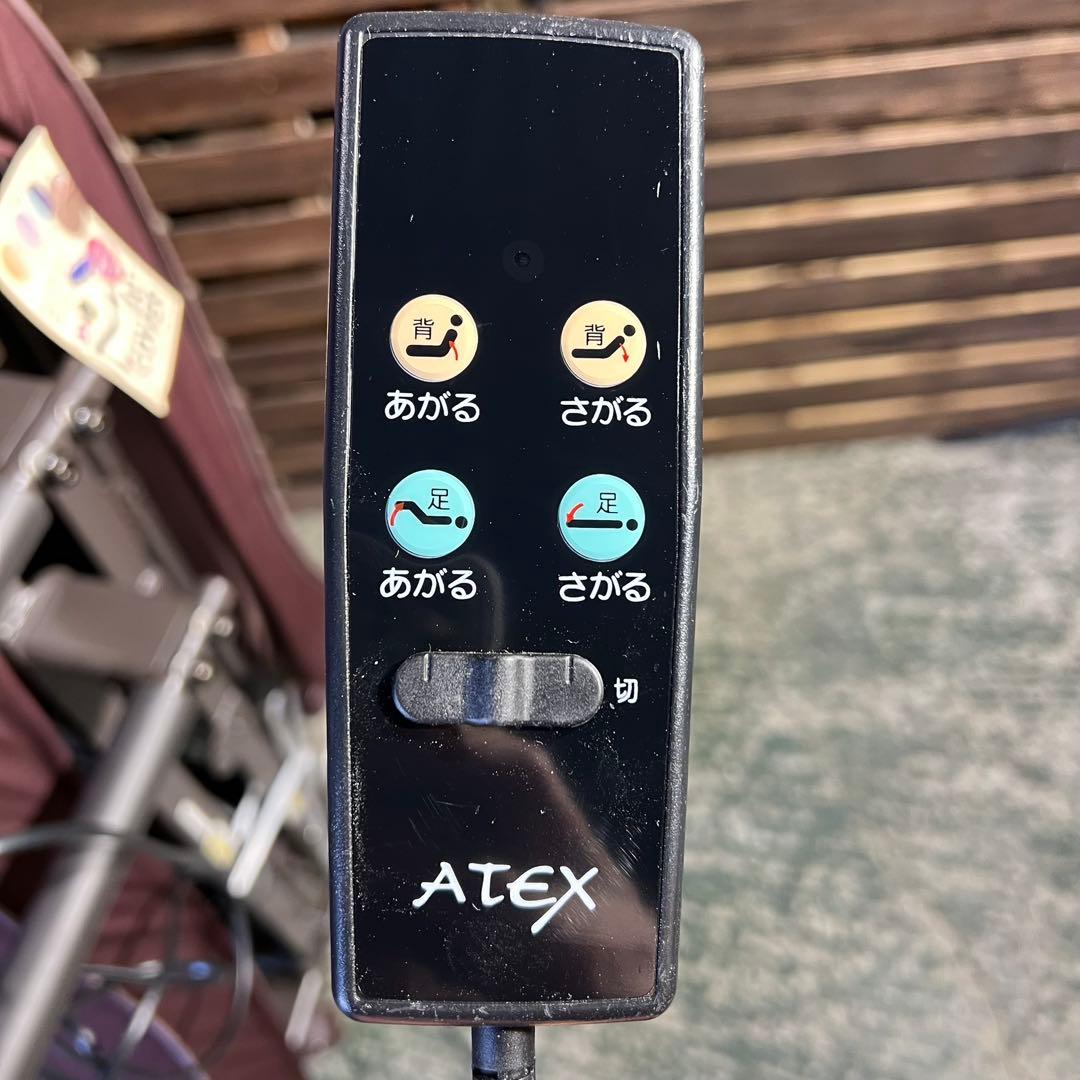 背 背
あがる さがる
足 足
あがる さがる
切
ATEX